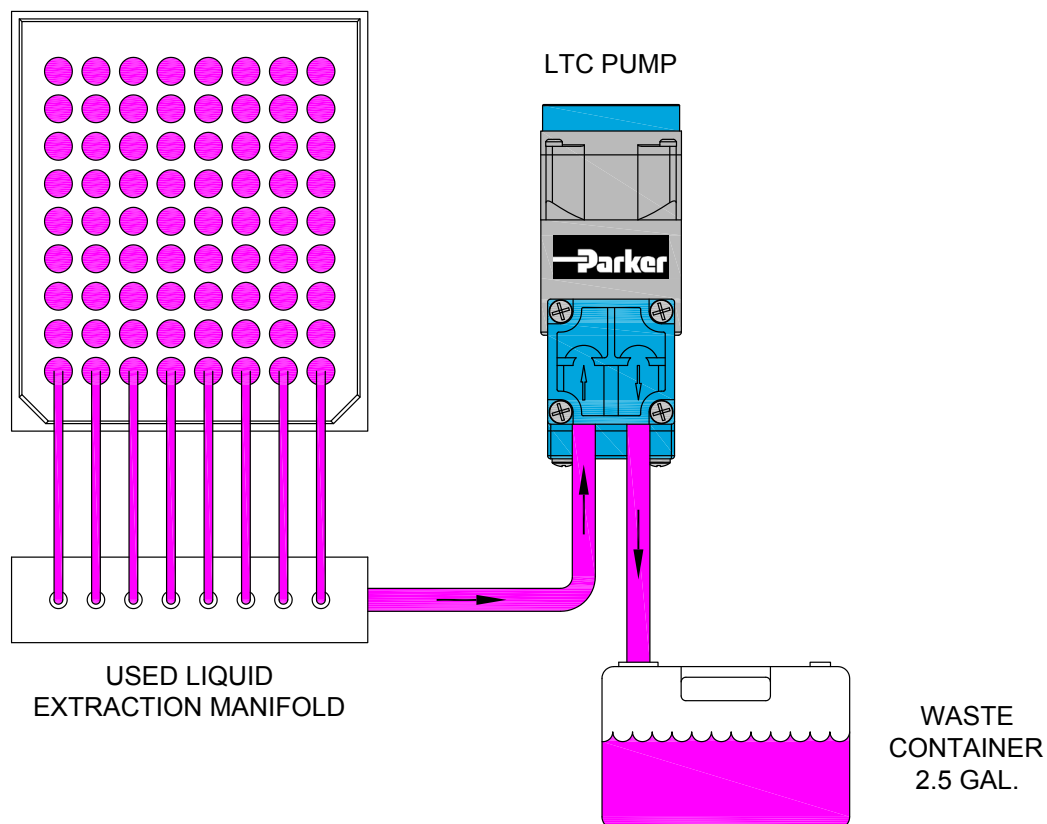 LTC PUMP
Parker
USED LIQUID
EXTRACTION MANIFOLD
WASTE
CONTAINER
2.5 GAL.